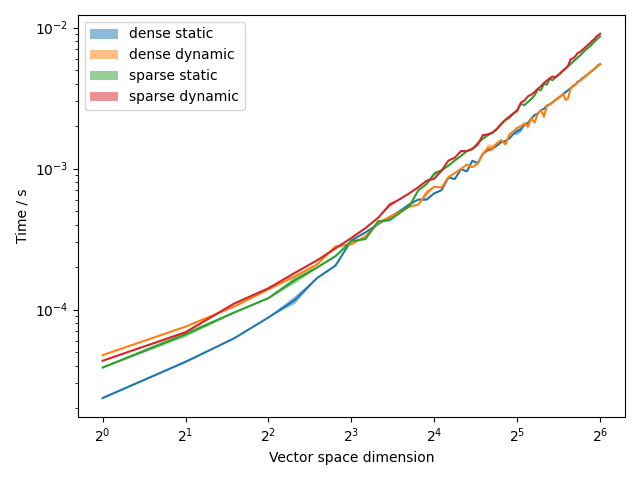 dense static
dense dynamic
sparse static
sparse dynamic
10⁻²
10⁻³
10⁻⁴
Time / s
2⁰ 2¹ 2² 2³ 2⁴ 2⁵ 2⁶
Vector space dimension